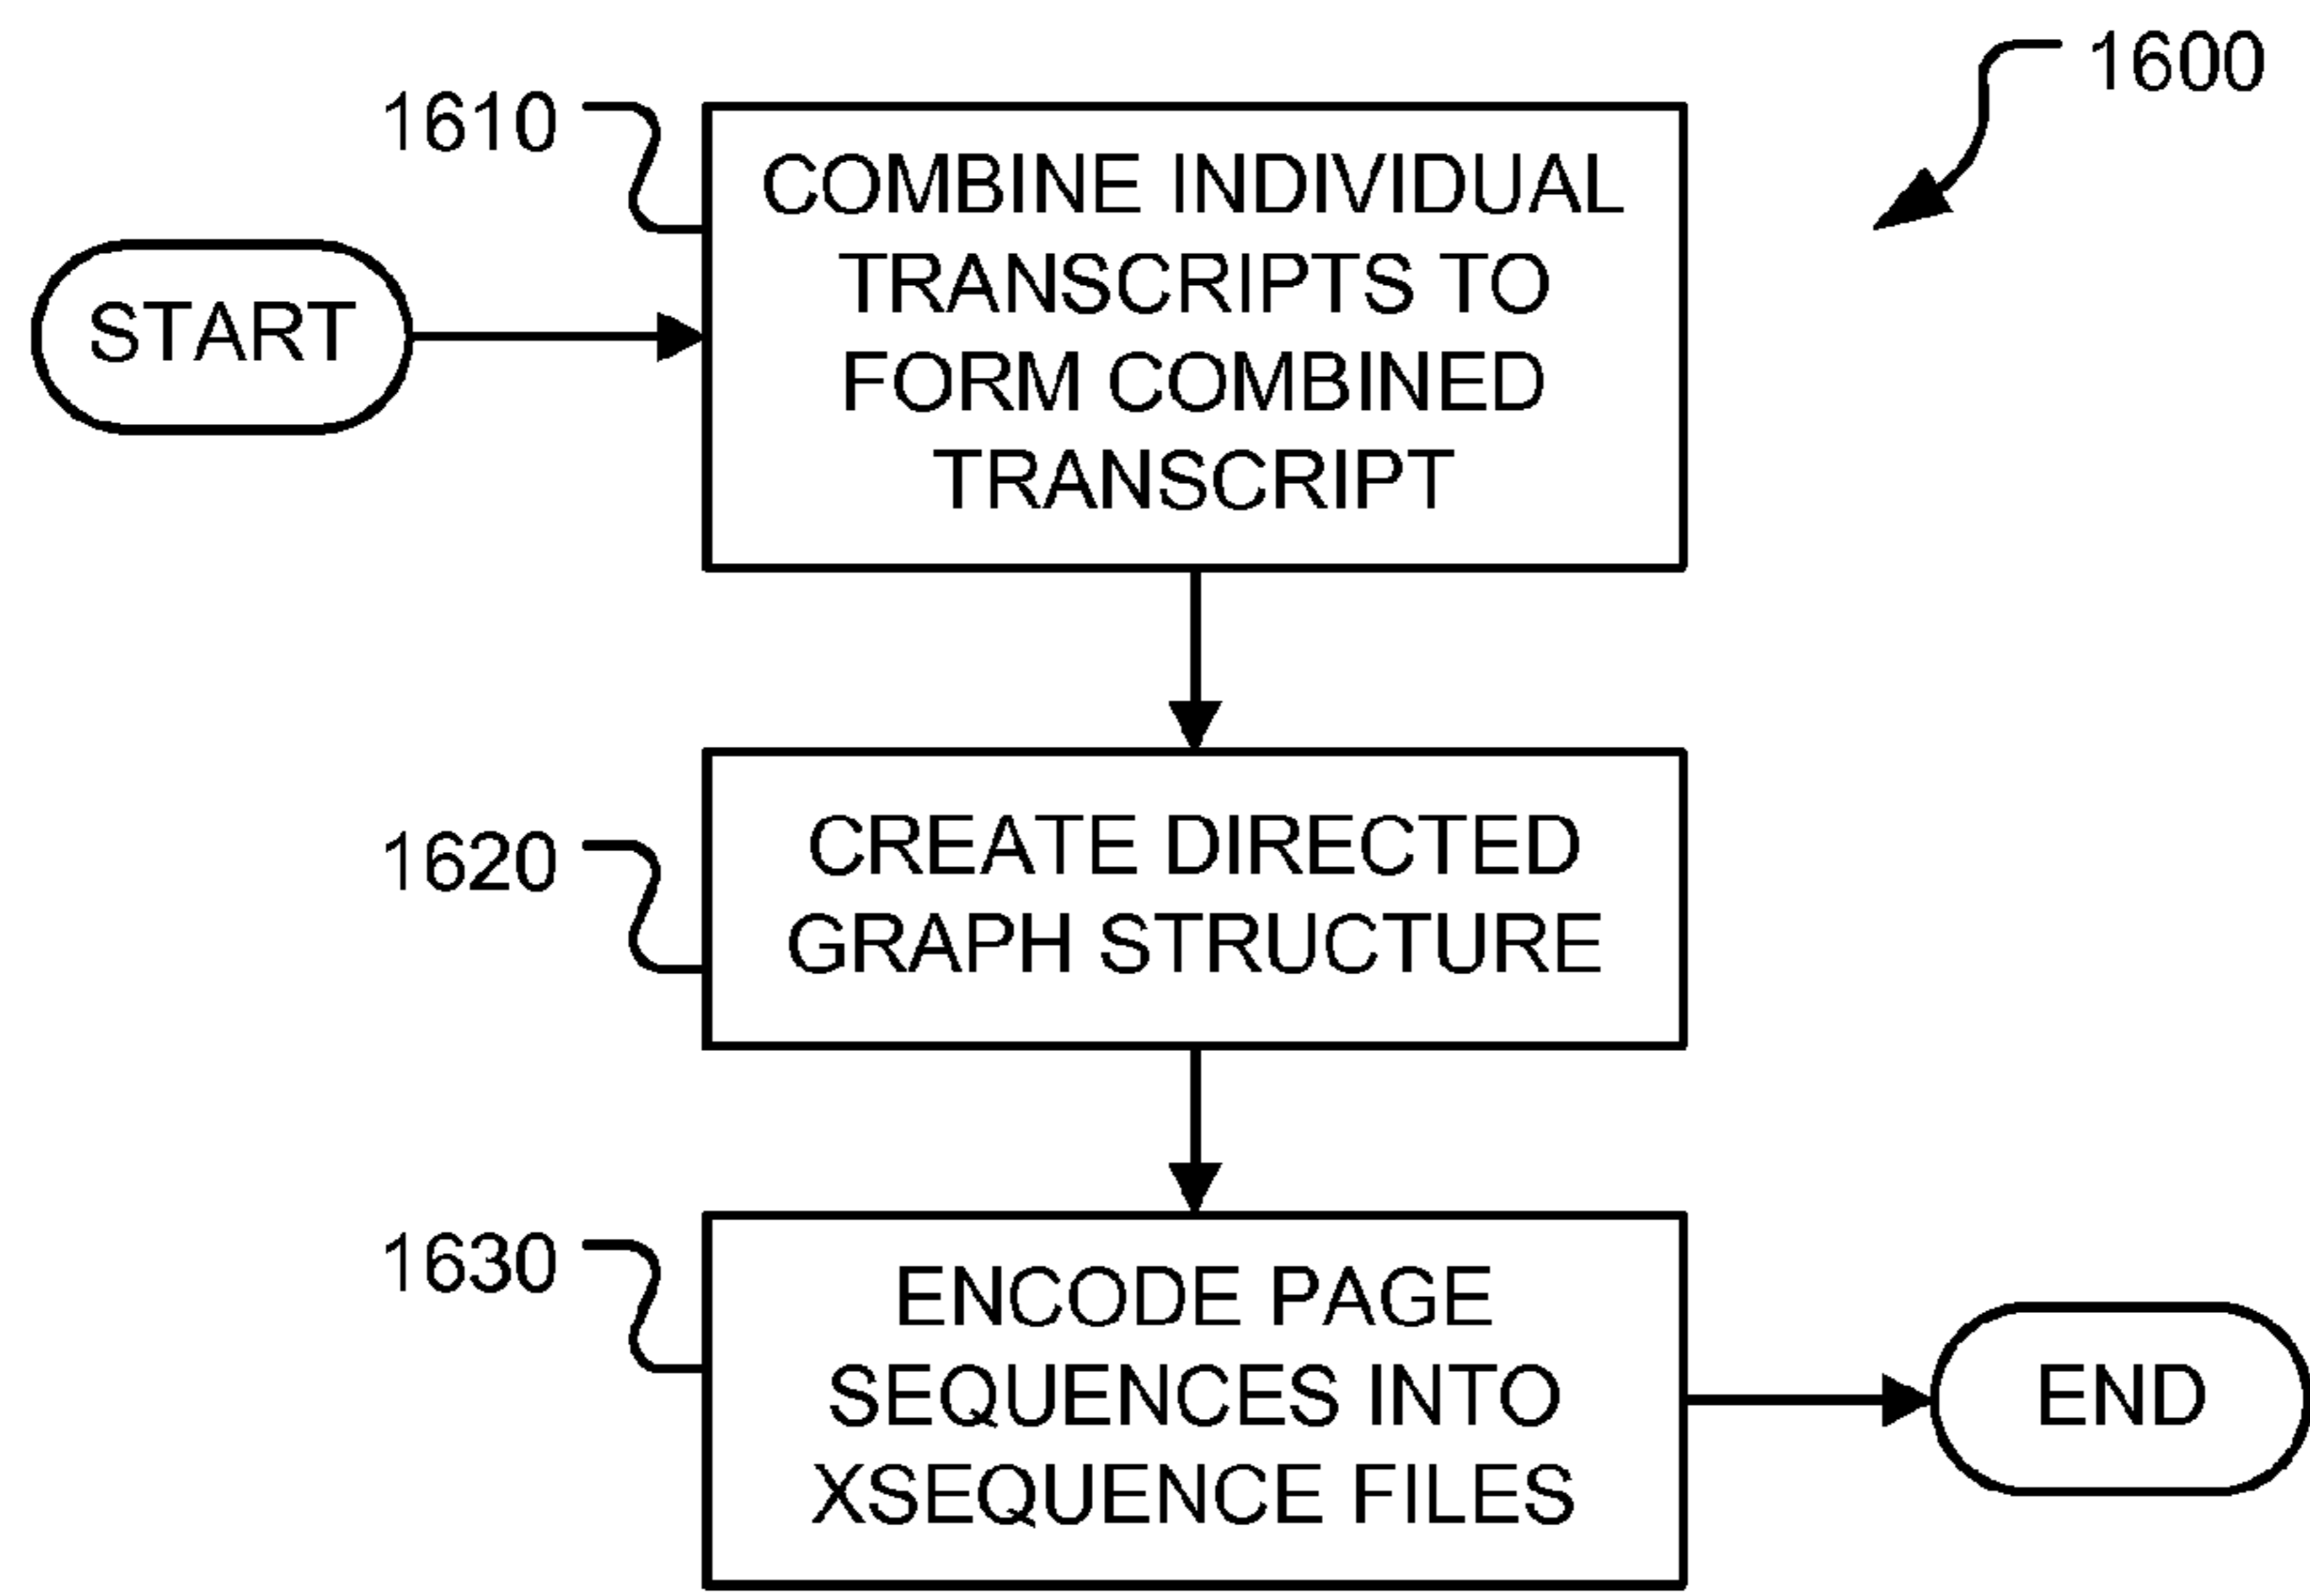 1600
1610
COMBINE INDIVIDUAL
TRANSCRIPTS TO
FORM COMBINED
TRANSCRIPT
START
1620
CREATE DIRECTED
GRAPH STRUCTURE
1630
ENCODE PAGE
SEQUENCES INTO
XSEQUENCE FILES
END